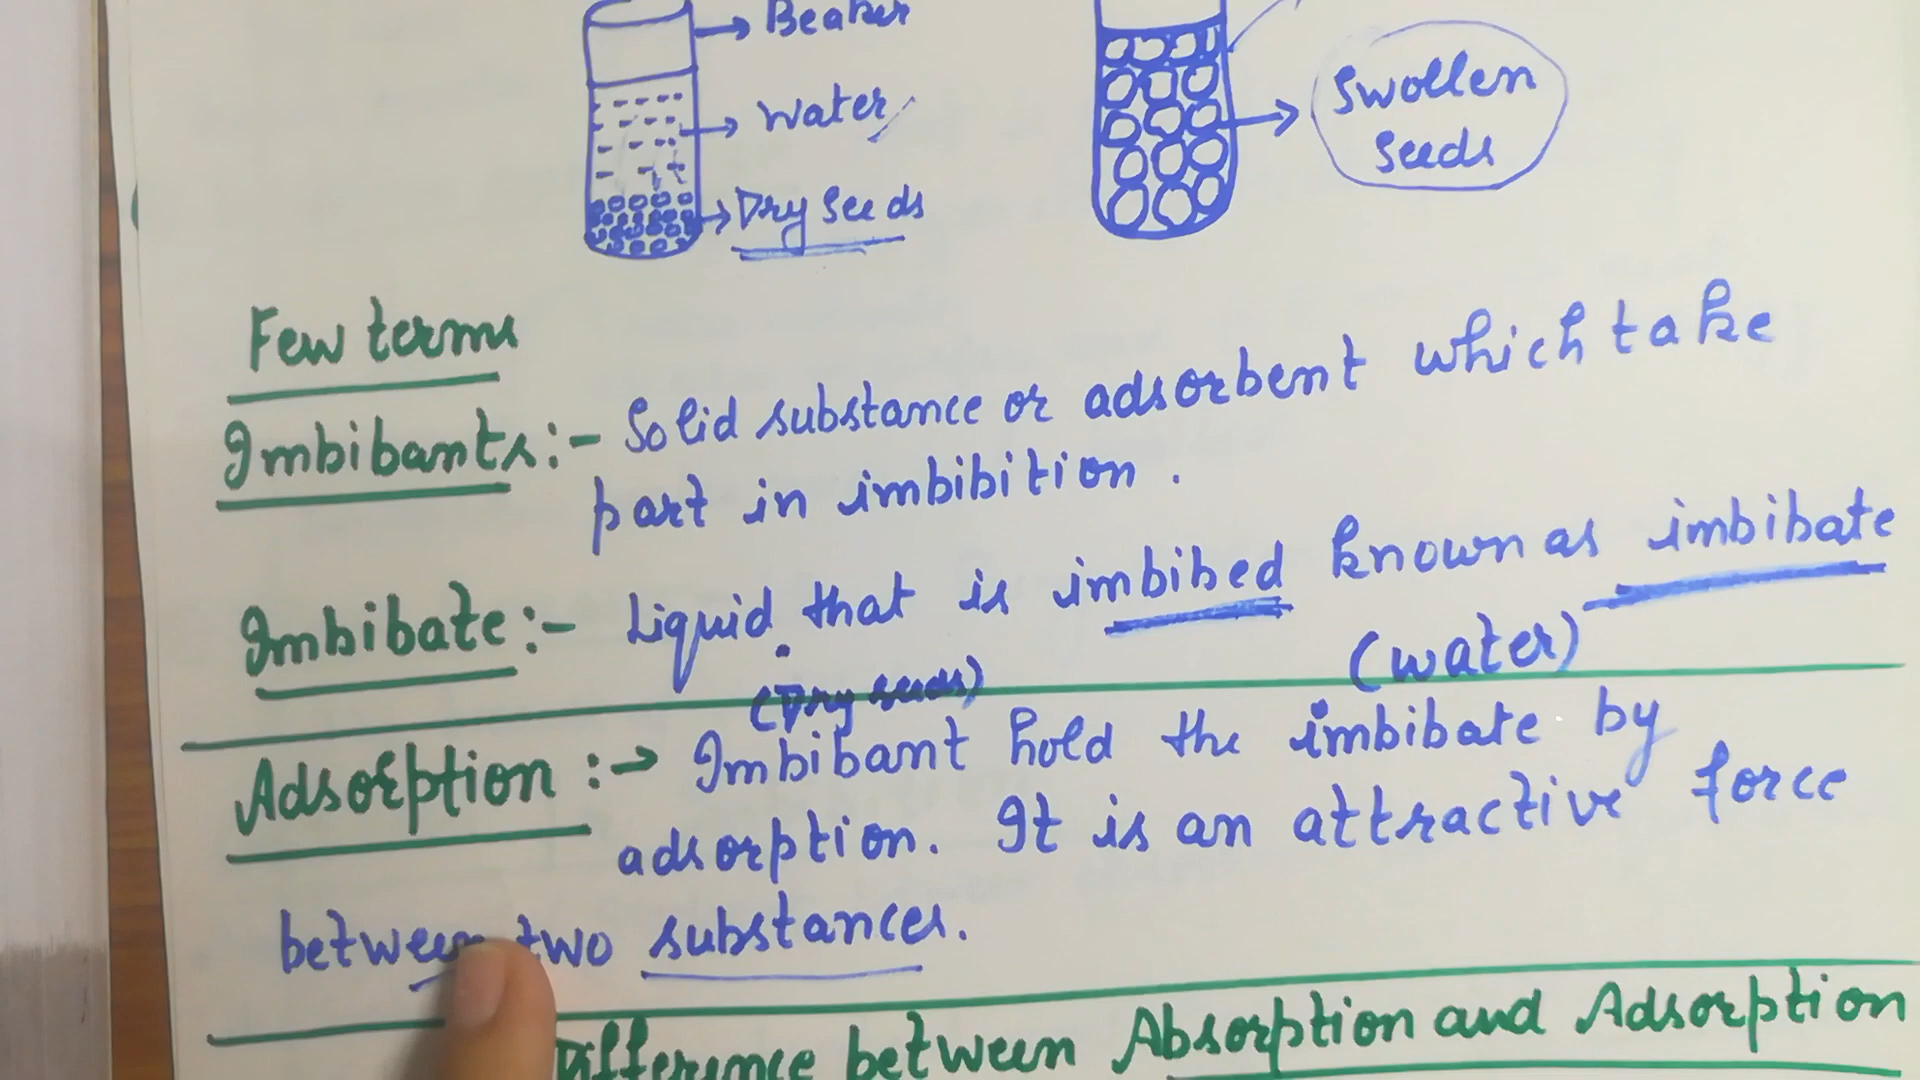 Beaker
Water
Dry Seeds
Swollen
Seeds
Few terms
Imbibants:- Solid substance or adsorbent which take
part in imbibition.
Imbibate:- Liquid that is imbibed known as imbibate
(Dry seeds)
(water)
Adsorption :→ Imbibant hold the imbibate by
adsorption. It is an attractive force
between two substances.
Difference between Absorption and Adsorption